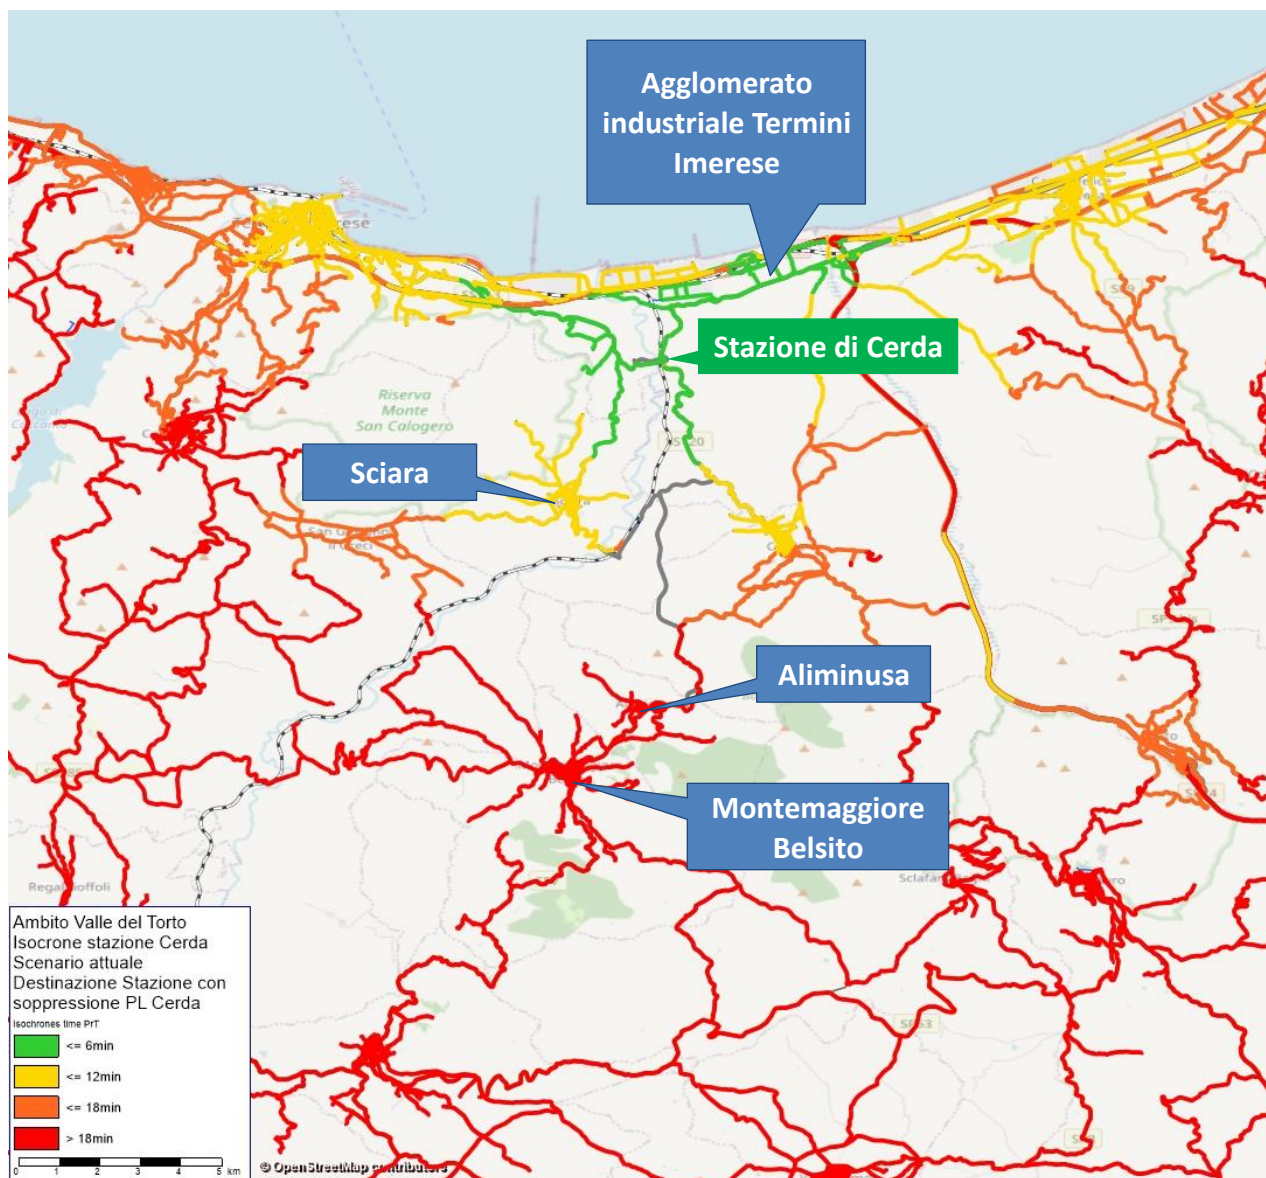 Agglomerato
industriale Termini
Imerese
Stazione di Cerda
Riserva
Monte
San Calogero
Sciara
Aliminusa
Montemaggiore
Belsito
Ambito Valle del Torto
Isocrone stazione Cerda
Scenario attuale
Destinazione Stazione con
soppressione PL Cerda
Isochrones time PrT
<= 6min
<= 12min
<= 18min
> 18min
0 1 2 3 4 5 km
© OpenStreetMap contributors